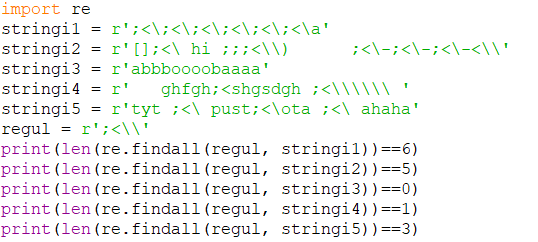 import re
stringi1 = r';<\;<\;<\;<\;<\;<\a'
stringi2 = r'[];<\ hi ;;;<\\)      ;<\-;<\-;<\-<\\'
stringi3 = r'abbboooobaaaa'
stringi4 = r'   ghfgh;<shgsdgh ;<\\\\\\ '
stringi5 = r'tyt ;<\ pust;<\ota ;<\ ahaha'
regul = r';<\\'
print(len(re.findall(regul, stringi1))==6)
print(len(re.findall(regul, stringi2))==5)
print(len(re.findall(regul, stringi3))==0)
print(len(re.findall(regul, stringi4))==1)
print(len(re.findall(regul, stringi5))==3)